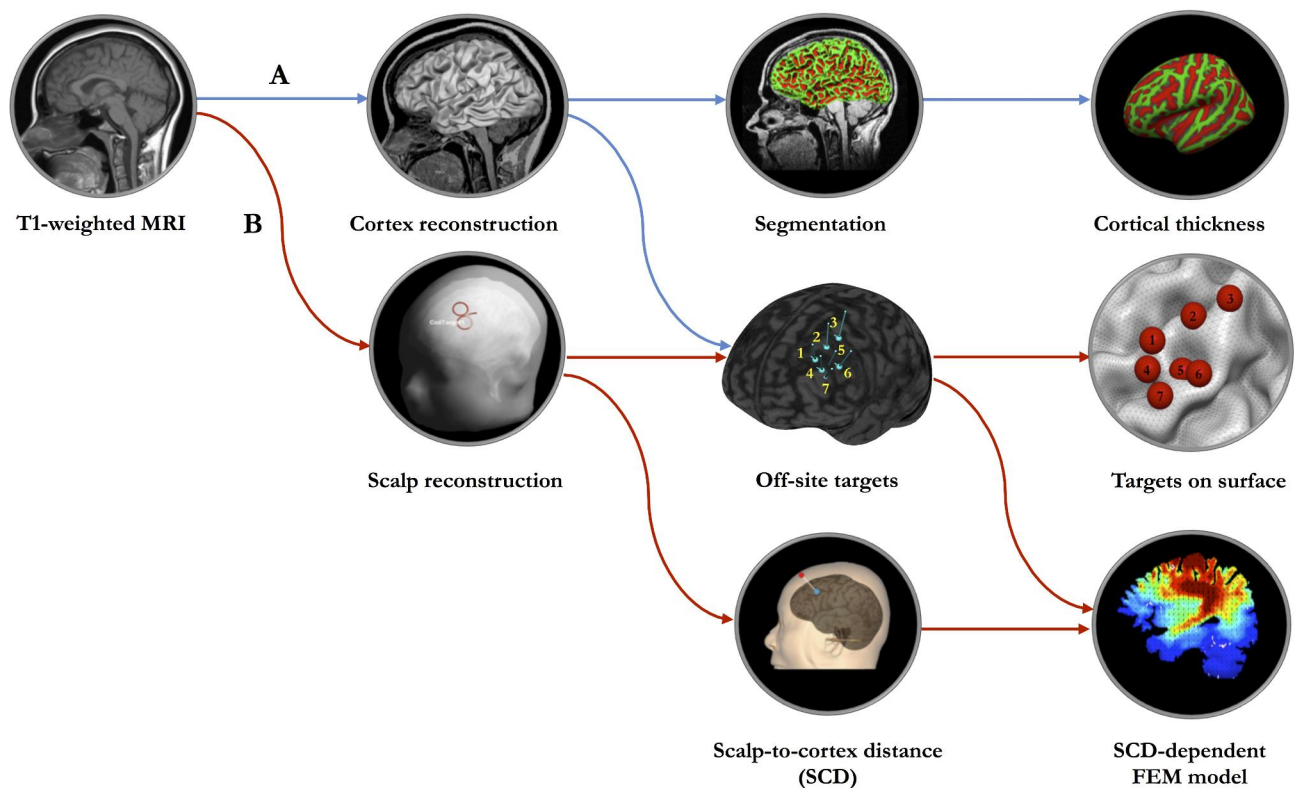 A
T1-weighted MRI
Cortex reconstruction
Segmentation
Cortical thickness
B
3
2
1
5
4
6
7
3
2
1
4
5
6
7
Scalp reconstruction
Off-site targets
Targets on surface
Scalp-to-cortex distance
(SCD)
SCD-dependent
FEM model